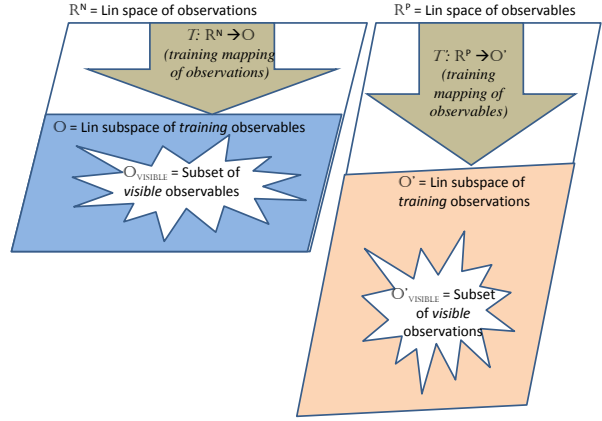 ℝᴺ = Lin space of observations
T: ℝᴺ → O
(training mapping
of observations)
O = Lin subspace of training observables
O_VISIBLE = Subset of
visible observables
ℝᴾ = Lin space of observables
T': ℝᴾ → O'
(training
mapping of
observables)
O' = Lin subspace of
training observations
O'_VISIBLE = Subset
of visible
observations